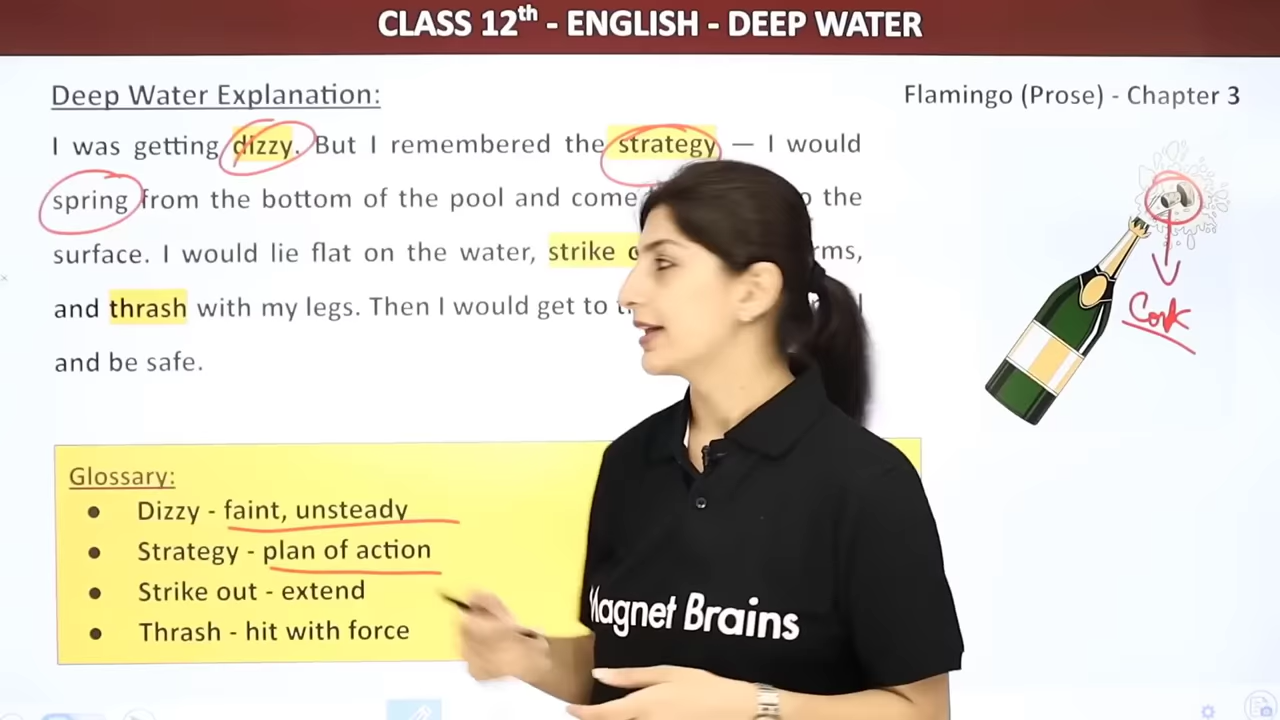 CLASS 12th - ENGLISH - DEEP WATER
Deep Water Explanation:
Flamingo (Prose) - Chapter 3
I was getting dizzy. But I remembered the strategy — I would
spring from the bottom of the pool and come the
surface. I would lie flat on the water, strike
and thrash with my legs. Then I would get to
and be safe.
Cork
Glossary:
● Dizzy - faint, unsteady
● Strategy - plan of action
● Strike out - extend
● Thrash - hit with force
Magnet Brains